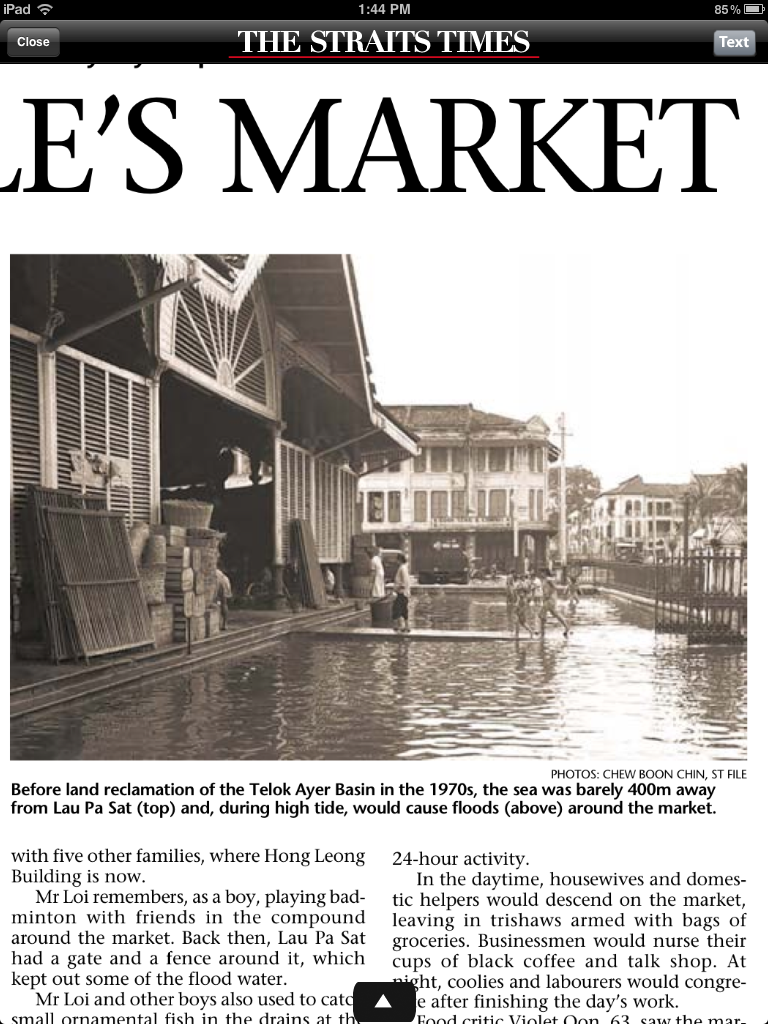 iPad
1:44 PM
85%
Close
THE STRAITS TIMES
Text
LE'S MARKET
PHOTOS: CHEW BOON CHIN, ST FILE
Before land reclamation of the Telok Ayer Basin in the 1970s, the sea was barely 400m away
from Lau Pa Sat (top) and, during high tide, would cause floods (above) around the market.
with five other families, where Hong Leong
Building is now.
Mr Loi remembers, as a boy, playing bad-
minton with friends in the compound
around the market. Back then, Lau Pa Sat
had a gate and a fence around it, which
kept out some of the flood water.
Mr Loi and other boys also used to catc
small ornamental fish in the drains at th
24-hour activity.
In the daytime, housewives and domes-
tic helpers would descend on the market,
leaving in trishaws armed with bags of
groceries. Businessmen would nurse their
cups of black coffee and talk shop. At
night, coolies and labourers would congre-
e after finishing the day's work.
Food critic Violet Oon, 63, saw the mar-